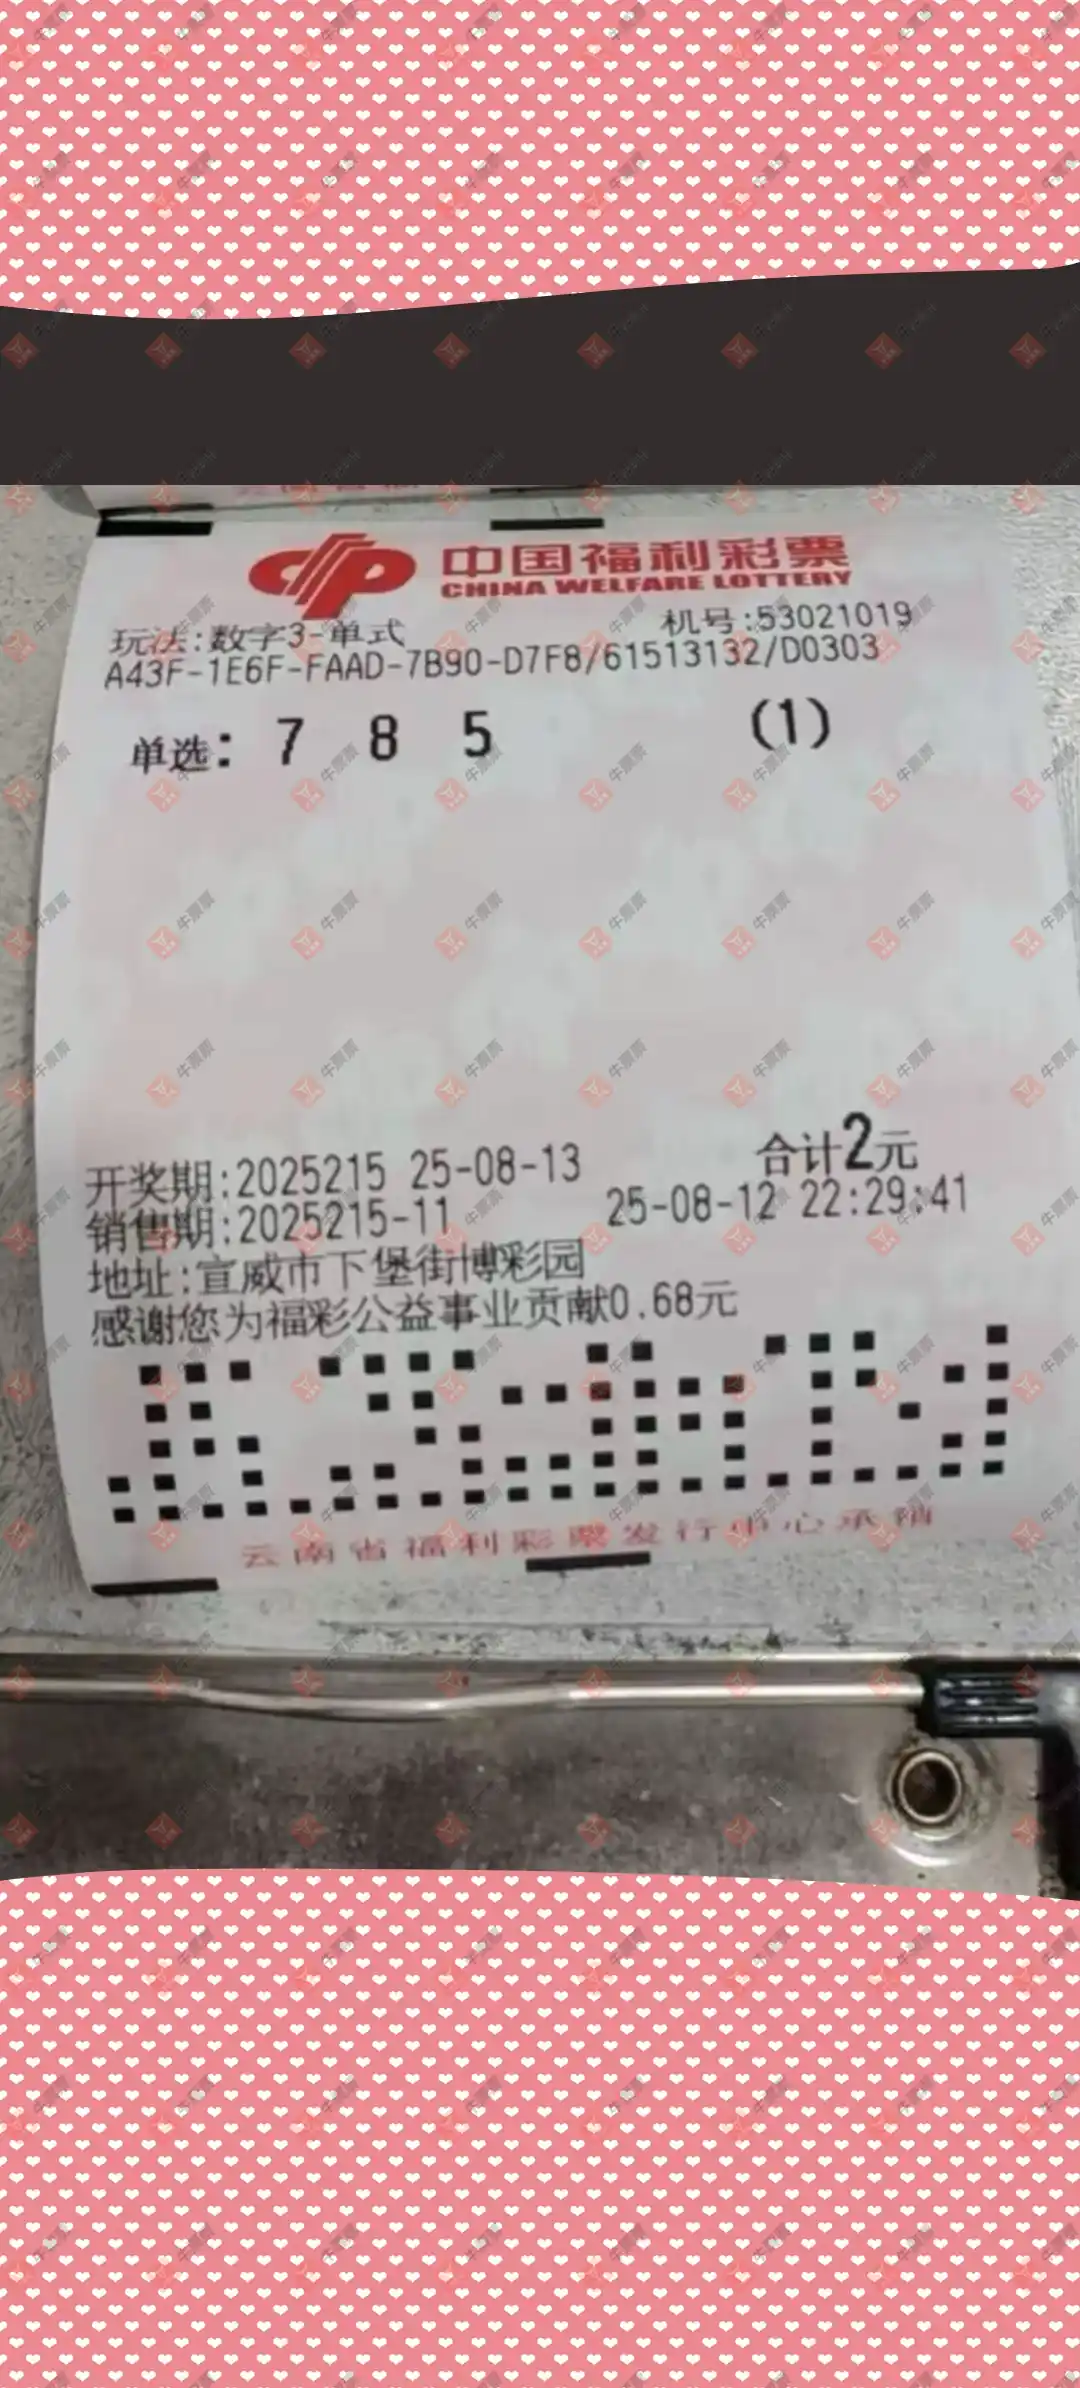 中国福利彩票
CHINA WELFARE LOTTERY
玩法:数字3-单式 机号:53021019
A43F-1E6F-FAAD-7B90-D7F8/61513132/D0303
单选: 7 8 5 (1)
合计2元
开奖期:2025215 25-08-13
销售期:2025215-11 25-08-12 22:29:41
地址:宣威市下堡街博彩园
感谢您为福彩公益事业贡献0.68元
云南省福利彩票发行中心承销
牛票票